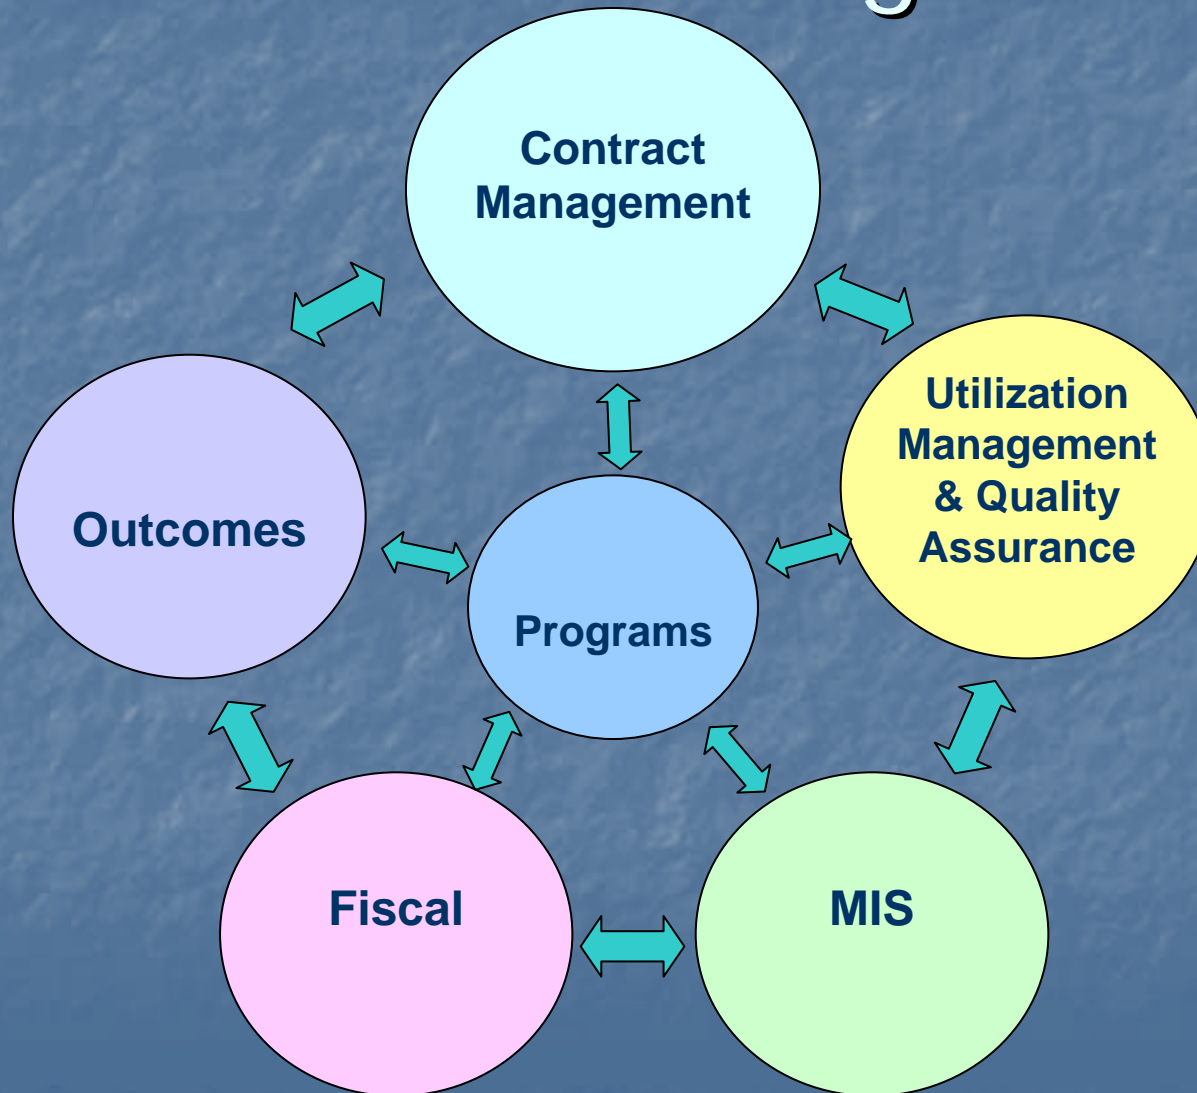 Contract
Management
Utilization
Management
& Quality
Assurance
Outcomes
Programs
Fiscal
MIS